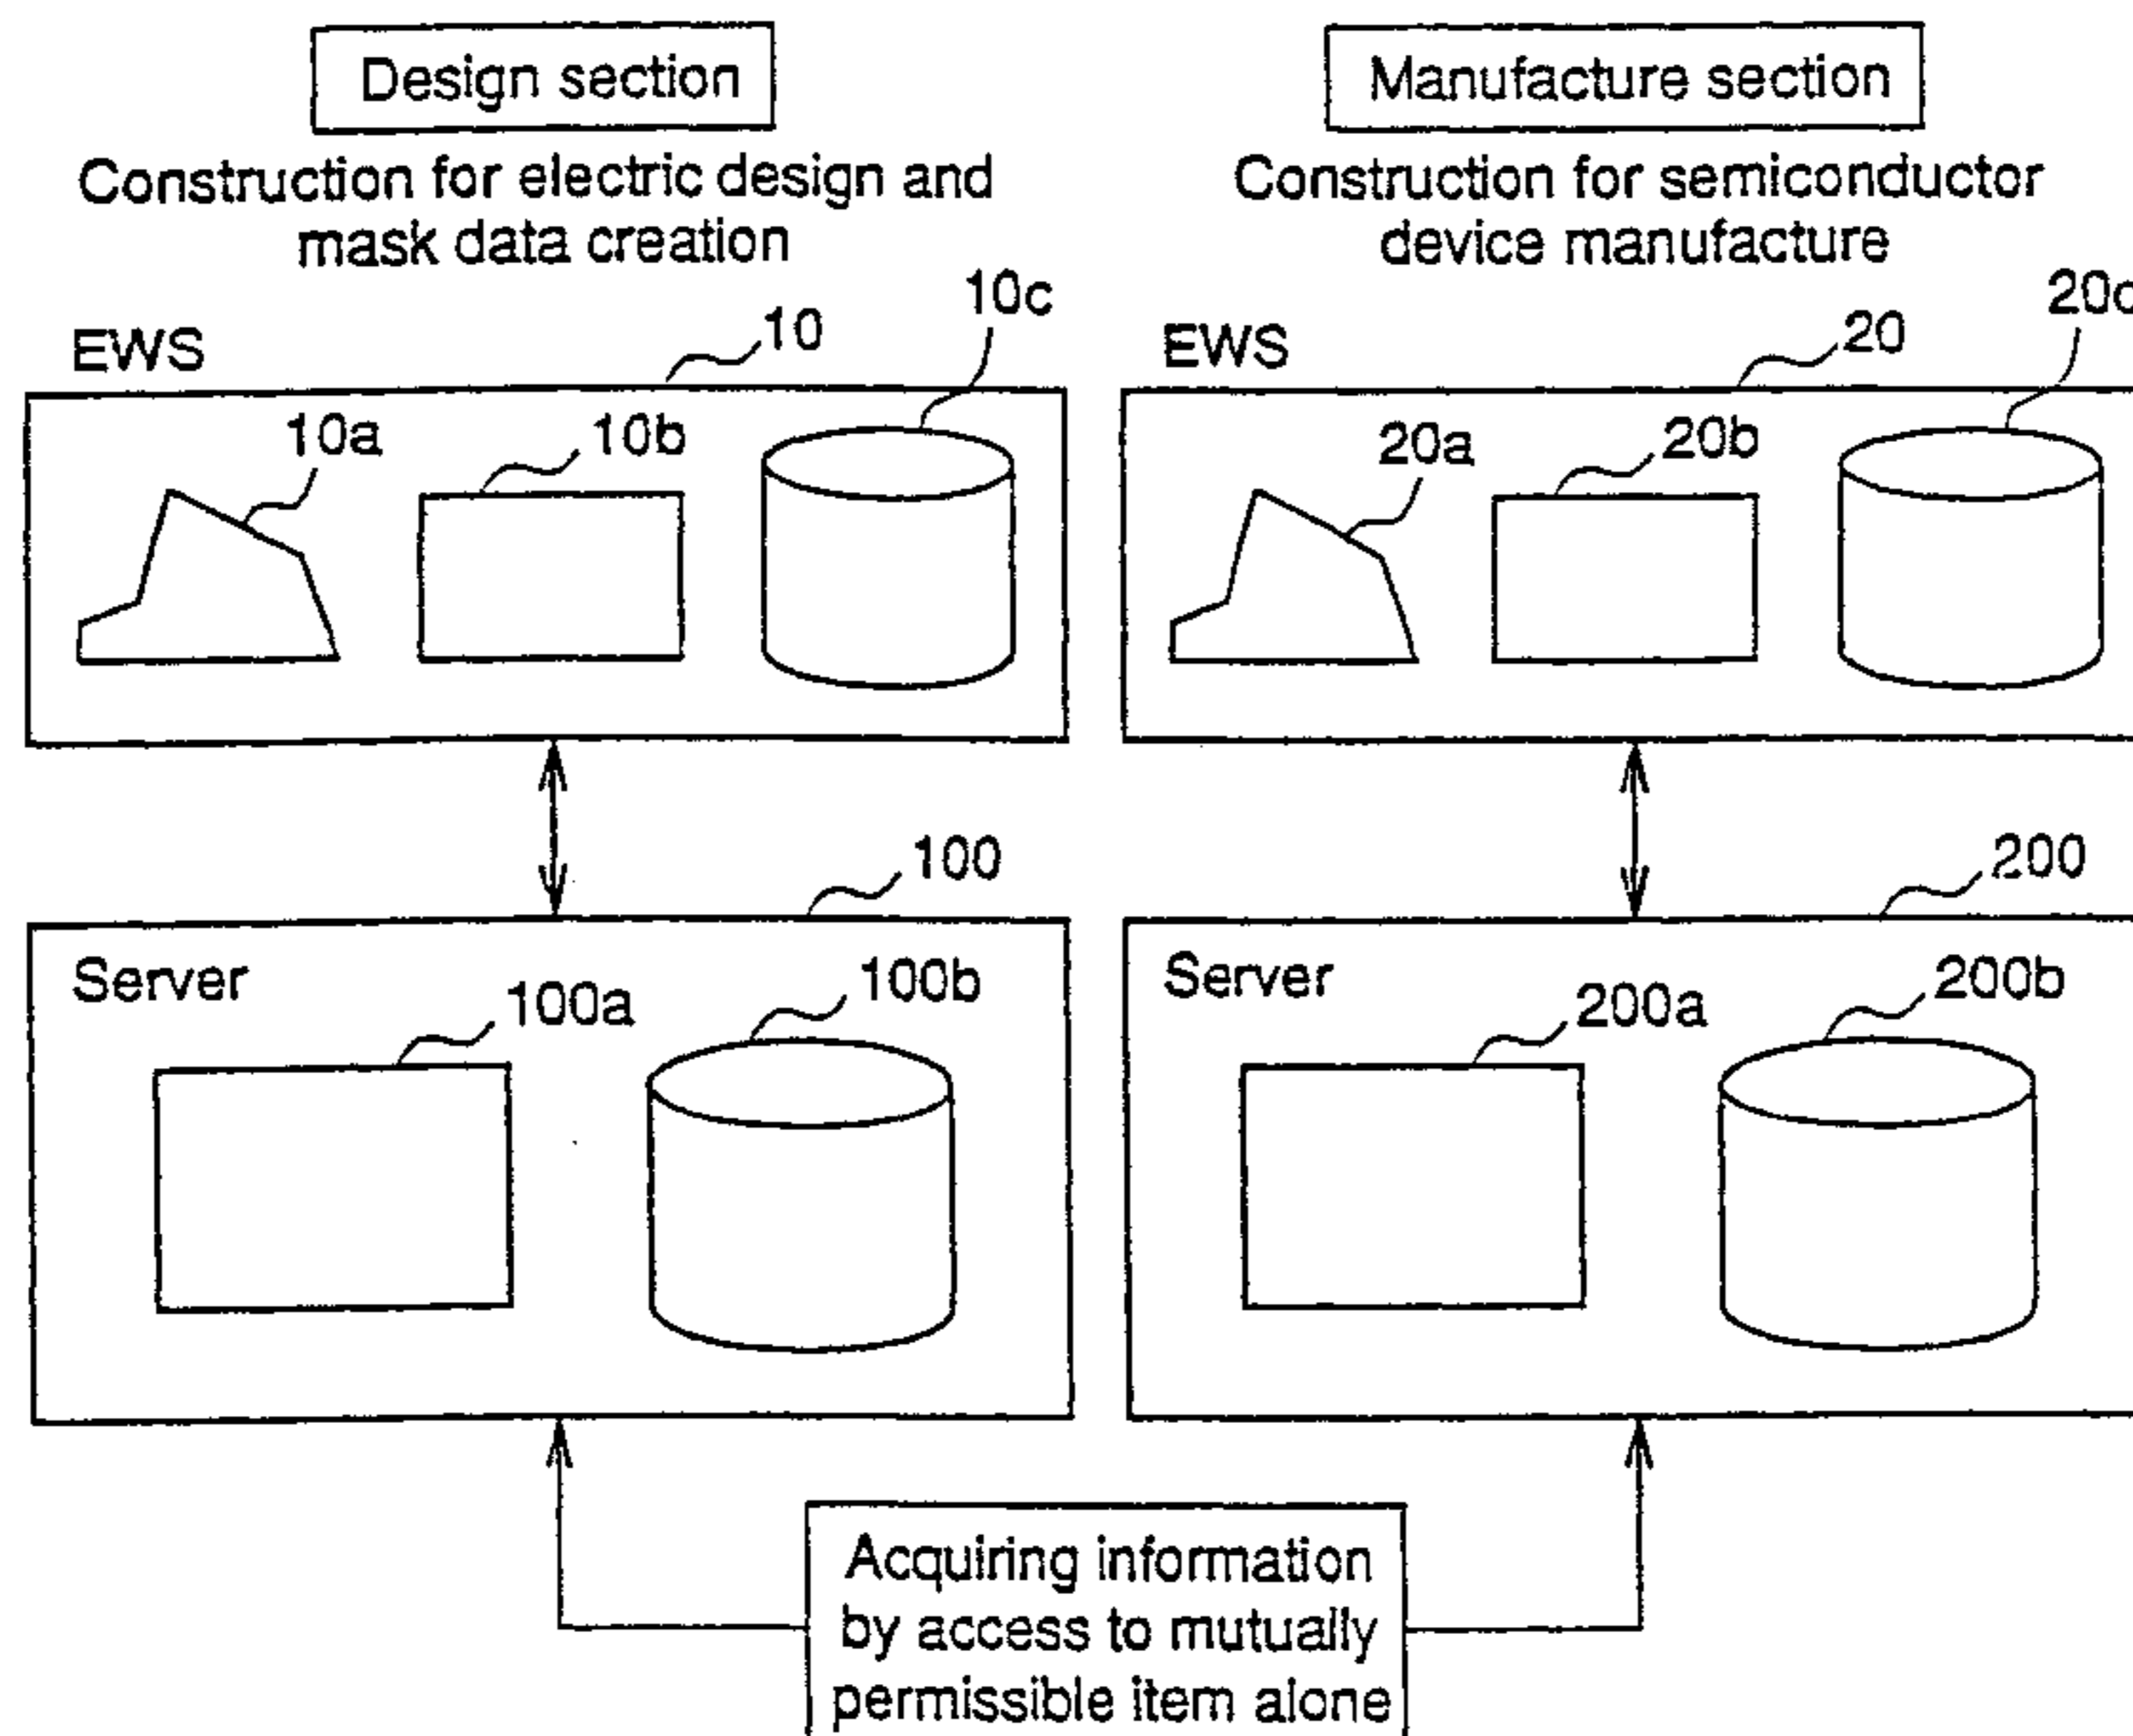 Design section
Construction for electric design and
mask data creation
Manufacture section
Construction for semiconductor
device manufacture
EWS
10
10c
10a
10b
EWS
20
20c
20a
20b
100
Server
100a
100b
200
Server
200a
200b
Acquiring information
by access to mutually
permissible item alone